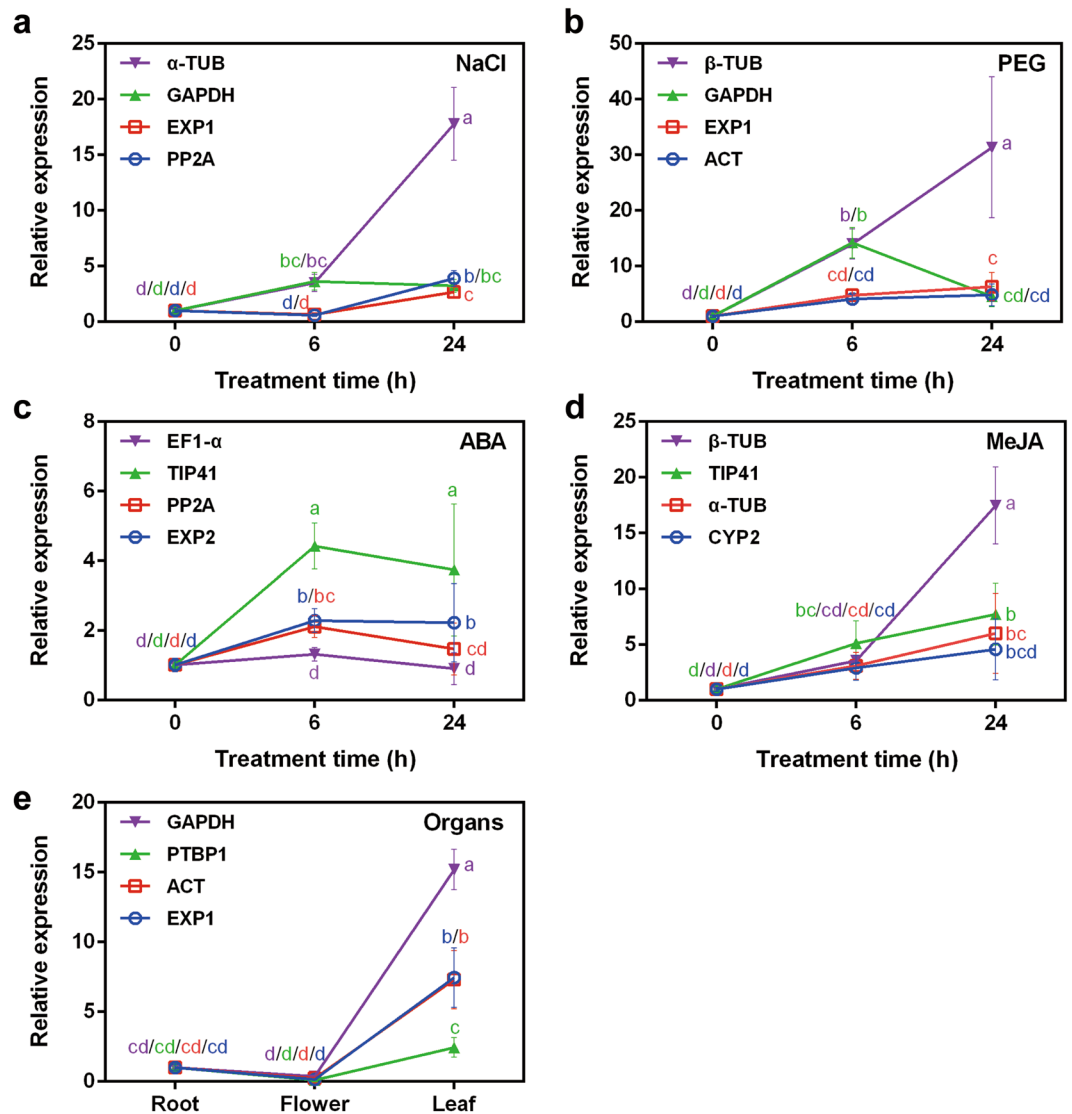 a
NaCl
α-TUB
GAPDH
EXP1
PP2A
Relative expression
25
20
15
10
5
0
d/d/d/d
bc/bc
d/d
a
b/bc
c
0 6 24
Treatment time (h)
b
PEG
β-TUB
GAPDH
EXP1
ACT
Relative expression
50
40
30
20
10
0
d/d/d/d
b/b
cd/cd
a
c
cd/cd
0 6 24
Treatment time (h)
c
ABA
EF1-α
TIP41
PP2A
EXP2
Relative expression
8
6
4
2
0
d/d/d/d
a
b/bc
d
a
b
cd
d
0 6 24
Treatment time (h)
d
MeJA
β-TUB
TIP41
α-TUB
CYP2
Relative expression
25
20
15
10
5
0
d/d/d/d
bc/cd/cd/cd
a
b
bc
bcd
0 6 24
Treatment time (h)
e
Organs
GAPDH
PTBP1
ACT
EXP1
Relative expression
20
15
10
5
0
cd/cd/cd/cd
d/d/d/d
a
b/b
c
Root Flower Leaf